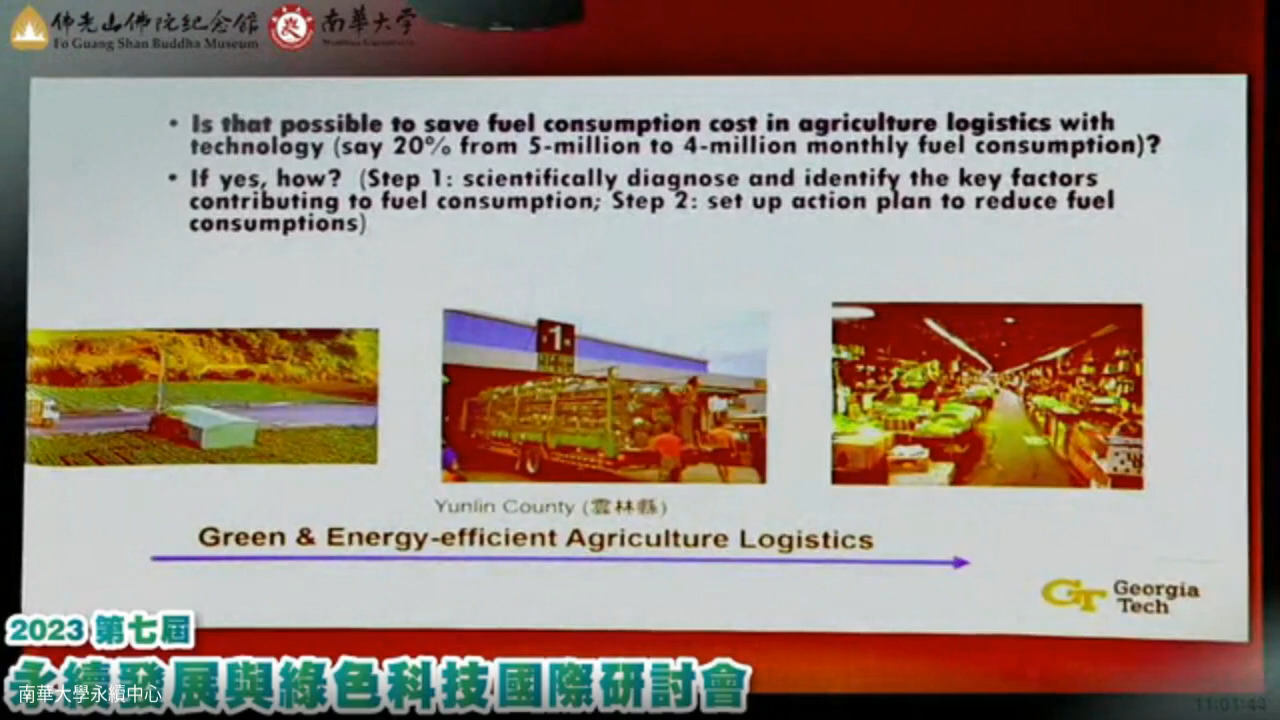 佛光山佛陀紀念館
Fo Guang Shan Buddha Museum
南華大學
• Is that possible to save fuel consumption cost in agriculture logistics with
technology (say 20% from 5-million to 4-million monthly fuel consumption)?
• If yes, how? (Step 1: scientifically diagnose and identify the key factors
contributing to fuel consumption; Step 2: set up action plan to reduce fuel
consumptions)
1
Yunlin County (雲林縣)
Green & Energy-efficient Agriculture Logistics
GT Georgia
Tech
2023 第七屆
永續發展與綠色科技國際研討會
南華大學永續中心